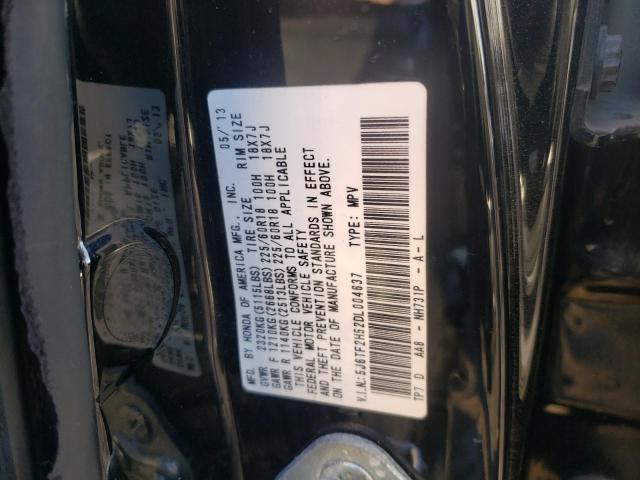 MFG. BY HONDA OF AMERICA MFG., INC. 05/'13
TIRE SIZE RIM SIZE
GVWR 2320KG(5115LBS)
GAWR F 1210KG(2668LBS)/225/60R18 100H 18X7J
GAWR R 1140KG(2513LBS)/225/60R18 100H 18X7J
THIS VEHICLE CONFORMS TO ALL APPLICABLE
FEDERAL MOTOR VEHICLE SAFETY
AND THEFT PREVENTION STANDARDS IN EFFECT
ON THE DATE OF MANUFACTURE SHOWN ABOVE.
V.I.N.:5J6TF2H52DL004637 TYPE: MPV
TP7 D AA8 - NH731P - A - L